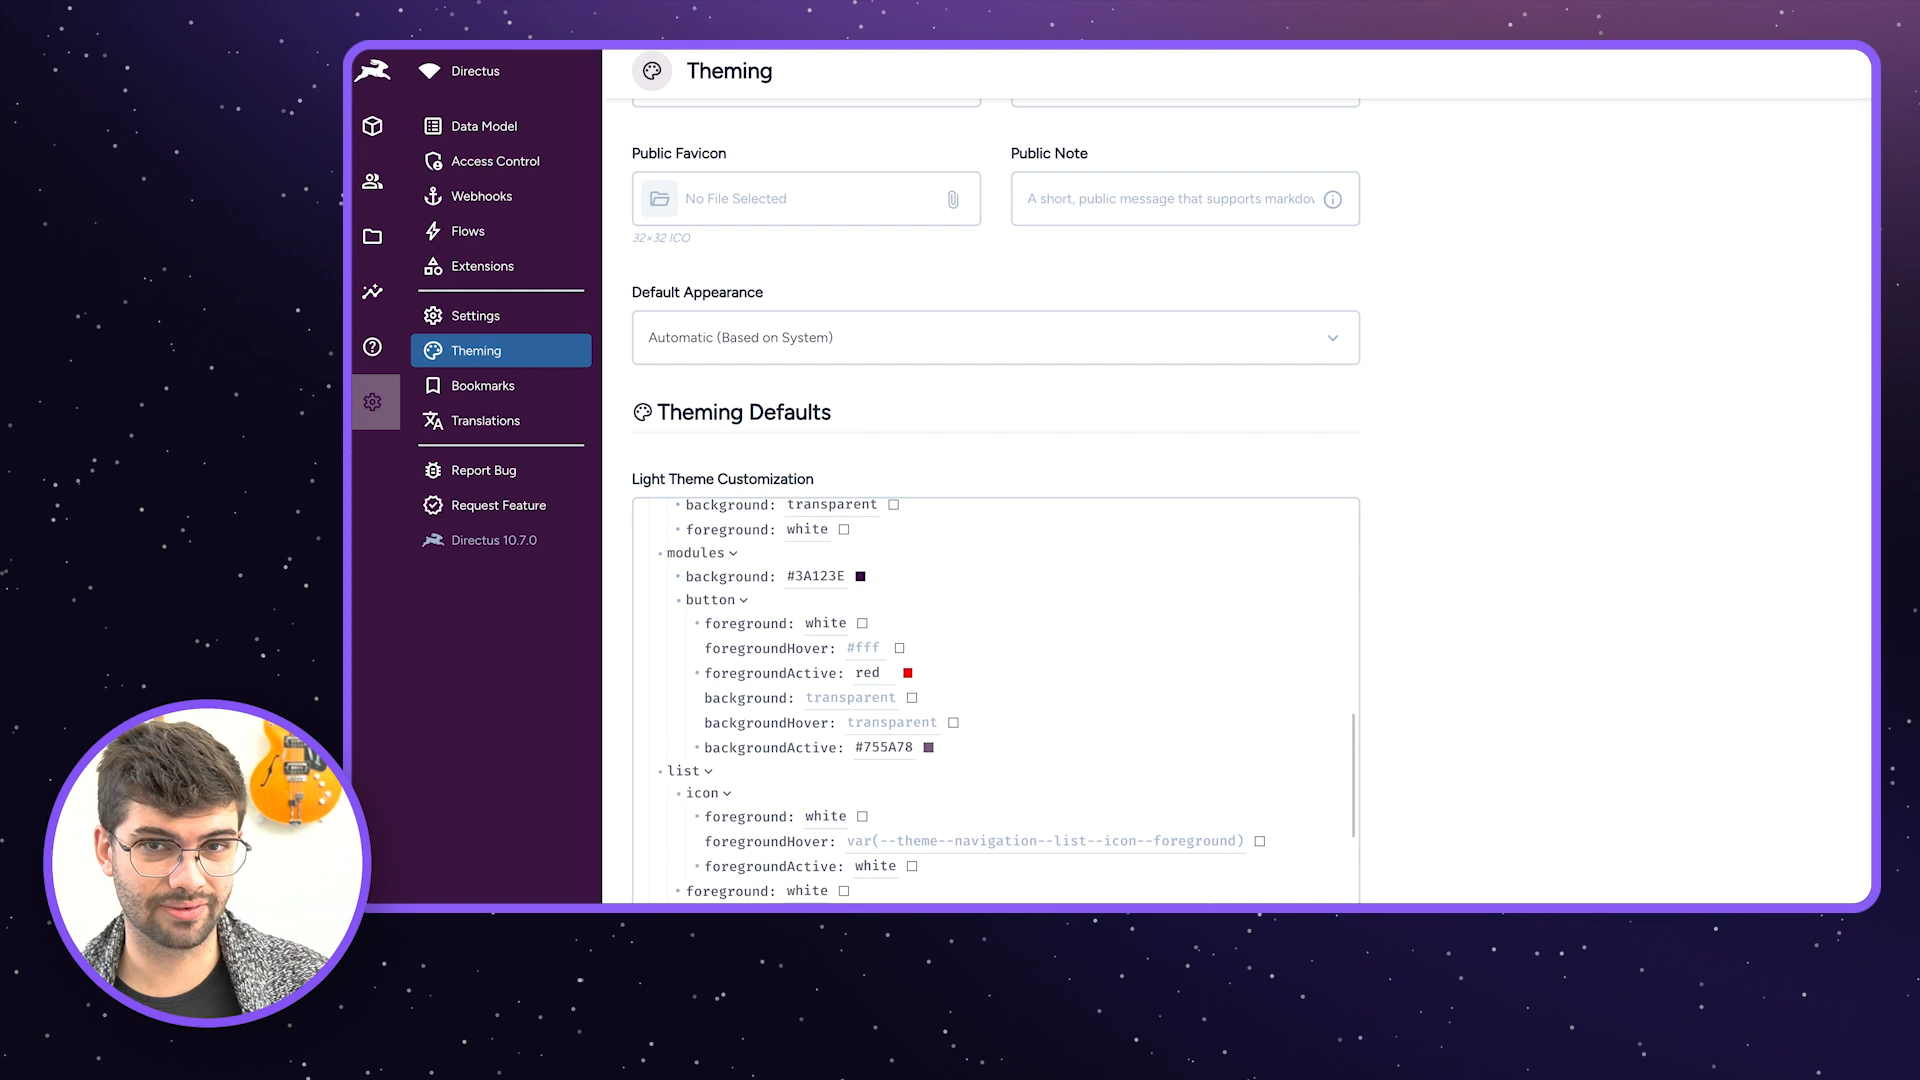 Directus
Data Model
Access Control
Webhooks
Flows
Extensions
Settings
Theming
Bookmarks
Translations
Report Bug
Request Feature
Directus 10.7.0
Theming
Public Favicon
Public Note
No File Selected
A short, public message that supports markdov
32×32 ICO
Default Appearance
Automatic (Based on System)
Theming Defaults
Light Theme Customization
background: transparent
foreground: white
modules
background: #3A123E
button
foreground: white
foregroundHover: #fff
foregroundActive: red
background: transparent
backgroundHover: transparent
backgroundActive: #755A78
list
icon
foreground: white
foregroundHover: var(--theme--navigation--list--icon--foreground)
foregroundActive: white
foreground: white